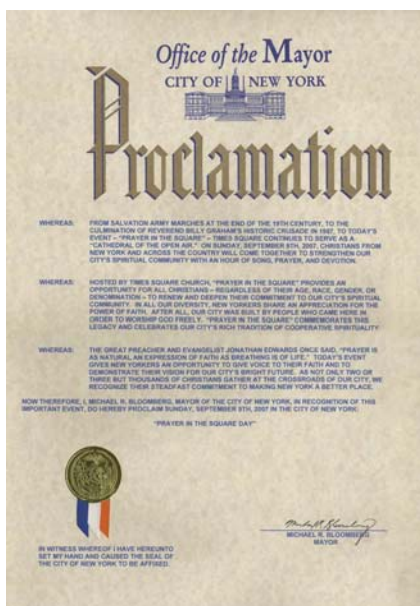 Office of the Mayor
CITY OF NEW YORK
Proclamation
WHEREAS: FROM SALVATION ARMY MARCHES AT THE END OF THE 19TH CENTURY, TO THE
CULMINATION OF REVEREND BILLY GRAHAM'S HISTORIC CRUSADE IN 1957, TO TODAY'S
EVENT – "PRAYER IN THE SQUARE" – TIMES SQUARE CONTINUES TO SERVE AS A
"CATHEDRAL OF THE OPEN AIR." ON SUNDAY, SEPTEMBER 9TH, 2007, CHRISTIANS FROM
NEW YORK AND ACROSS THE COUNTRY WILL COME TOGETHER TO STRENGTHEN OUR
CITY'S SPIRITUAL COMMUNITY WITH AN HOUR OF SONG, PRAYER, AND DEVOTION.
WHEREAS: HOSTED BY TIMES SQUARE CHURCH, "PRAYER IN THE SQUARE" PROVIDES AN
OPPORTUNITY FOR ALL CHRISTIANS – REGARDLESS OF THEIR AGE, RACE, GENDER, OR
DENOMINATION – TO RENEW AND DEEPEN THEIR COMMITMENT TO OUR CITY'S SPIRITUAL
COMMUNITY. IN ALL OUR DIVERSITY, NEW YORKERS SHARE AN APPRECIATION FOR THE
POWER OF FAITH. AFTER ALL, OUR CITY WAS BUILT BY PEOPLE WHO CAME HERE IN
ORDER TO WORSHIP GOD FREELY. "PRAYER IN THE SQUARE" COMMEMORATES THIS
LEGACY AND CELEBRATES OUR CITY'S RICH TRADITION OF COOPERATIVE SPIRITUALITY.
WHEREAS: THE GREAT PREACHER AND EVANGELIST JONATHAN EDWARDS ONCE SAID, "PRAYER IS
AS NATURAL AN EXPRESSION OF FAITH AS BREATHING IS OF LIFE." TODAY'S EVENT
GIVES NEW YORKERS AN OPPORTUNITY TO GIVE VOICE TO THEIR FAITH AND TO
DEMONSTRATE THEIR VISION FOR OUR CITY'S BRIGHT FUTURE. AS NOT ONLY TWO OR
THREE BUT THOUSANDS OF CHRISTIANS GATHER AT THE CROSSROADS OF OUR CITY, WE
RECOGNIZE THEIR STEADFAST COMMITMENT TO MAKING NEW YORK A BETTER PLACE.
NOW THEREFORE, I, MICHAEL R. BLOOMBERG, MAYOR OF THE CITY OF NEW YORK, IN RECOGNITION OF THIS
IMPORTANT EVENT, DO HEREBY PROCLAIM SUNDAY, SEPTEMBER 9TH, 2007 IN THE CITY OF NEW YORK:
"PRAYER IN THE SQUARE DAY"
IN WITNESS WHEREOF I HAVE HEREUNTO
SET MY HAND AND CAUSED THE SEAL OF
THE CITY OF NEW YORK TO BE AFFIXED.
MICHAEL R. BLOOMBERG
MAYOR